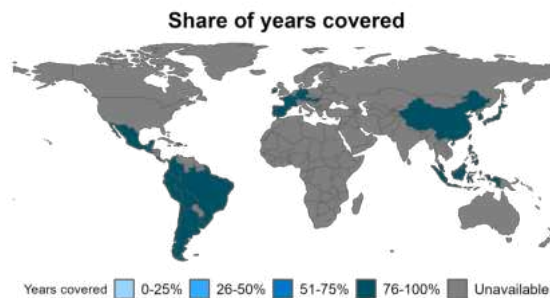 Share of years covered
Years covered 0-25% 26-50% 51-75% 76-100% Unavailable